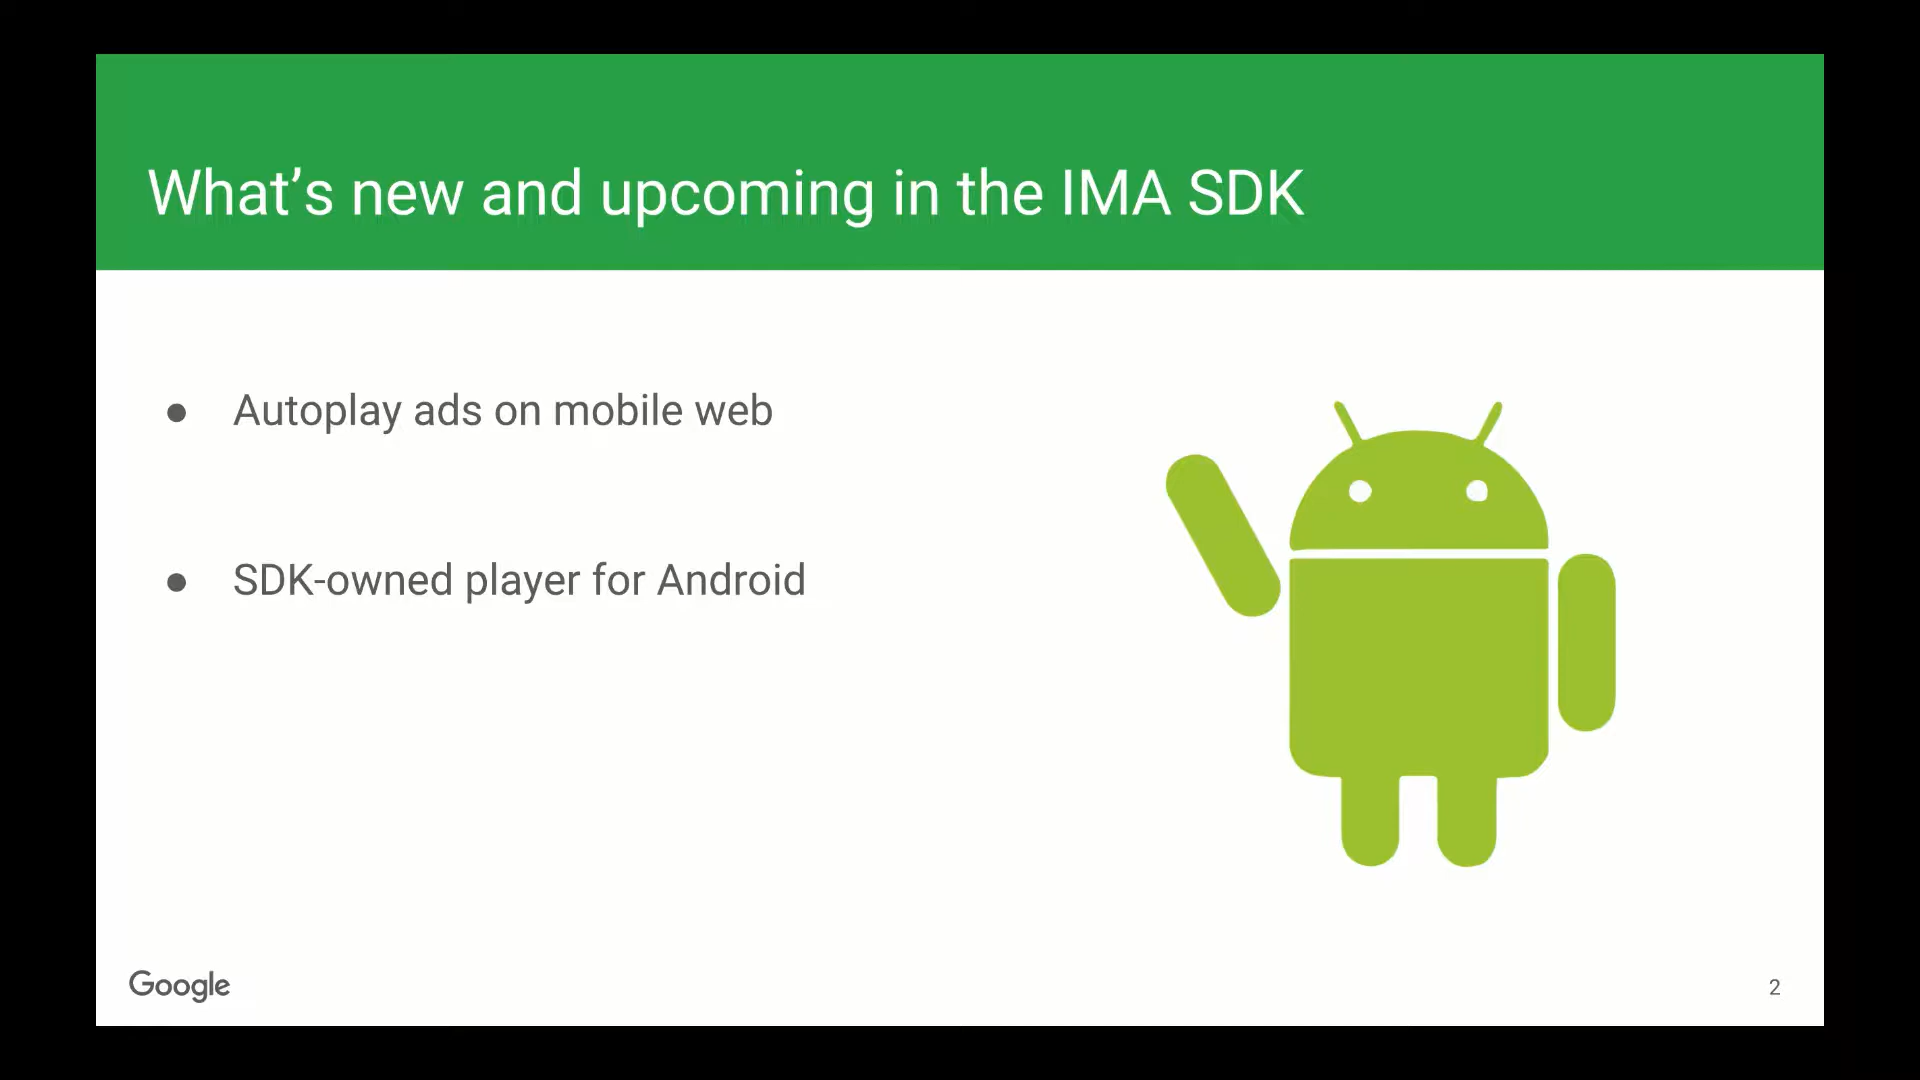 What’s new and upcoming in the IMA SDK
● Autoplay ads on mobile web
● SDK-owned player for Android
Google
2